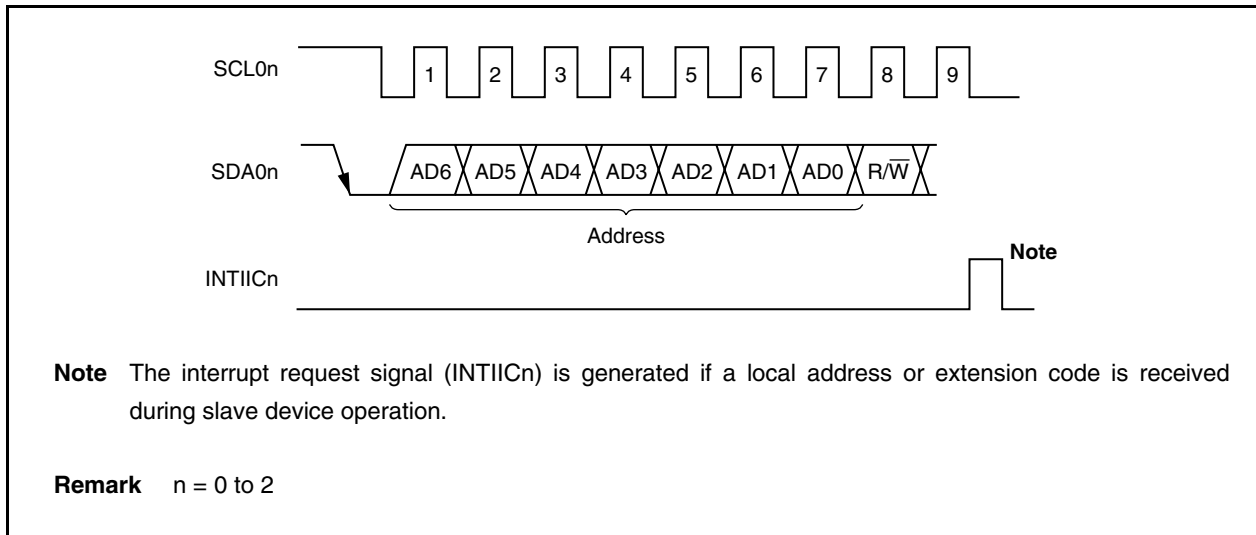 SCL0n 1 2 3 4 5 6 7 8 9
SDA0n AD6 AD5 AD4 AD3 AD2 AD1 AD0 R/W̅
Address
INTIICn Note
Note The interrupt request signal (INTIICn) is generated if a local address or extension code is received
during slave device operation.
Remark n = 0 to 2